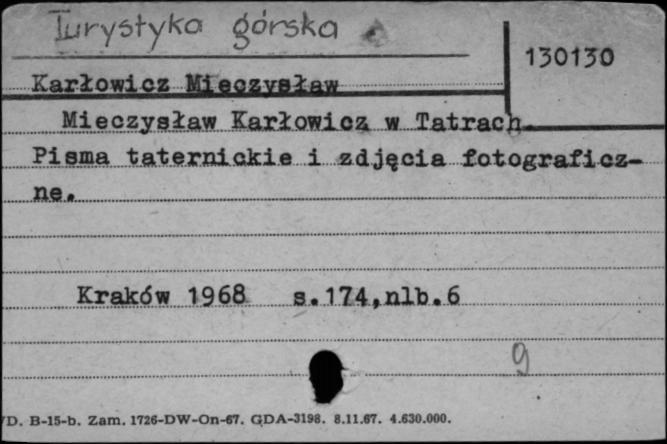 Turystyka górska
130130
Karłowicz Mieczysław
Mieczysław Karłowicz w Tatrach.
Pisma taternickie i zdjęcia fotograficz-
ne.
Kraków 1968 s.174,nlb.6
9
/D. B-15-b. Zam. 1726-DW-On-67. GDA-3198. 8.11.67. 4.630.000.